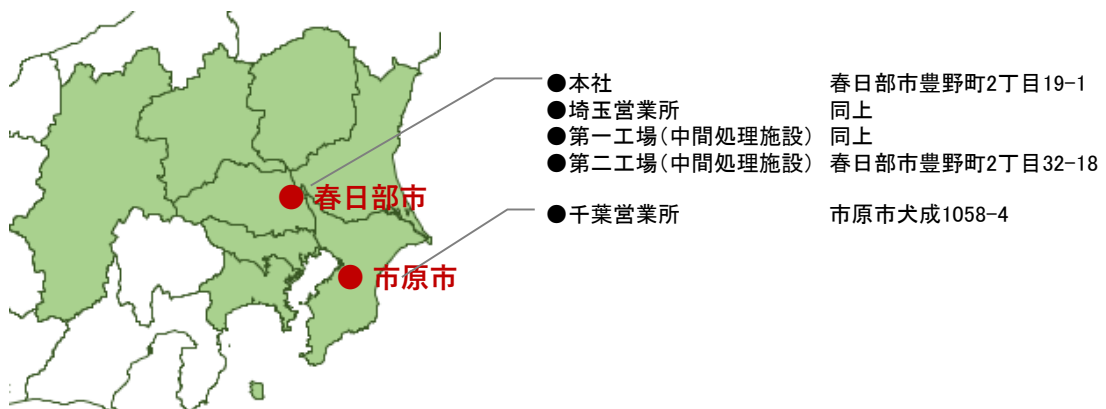 ●本社 春日部市豊野町2丁目19-1
●埼玉営業所 同上
●第一工場(中間処理施設) 同上
●第二工場(中間処理施設) 春日部市豊野町2丁目32-18
春日部市
●千葉営業所 市原市犬成1058-4
市原市